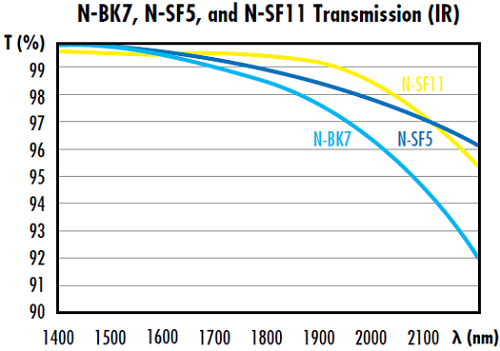 N-BK7, N-SF5, and N-SF11 Transmission (IR)
T (%)
99
98
97
96
95
94
93
92
91
90
N-SF11
N-BK7
N-SF5
1400 1500 1600 1700 1800 1900 2000 2100 λ (nm)